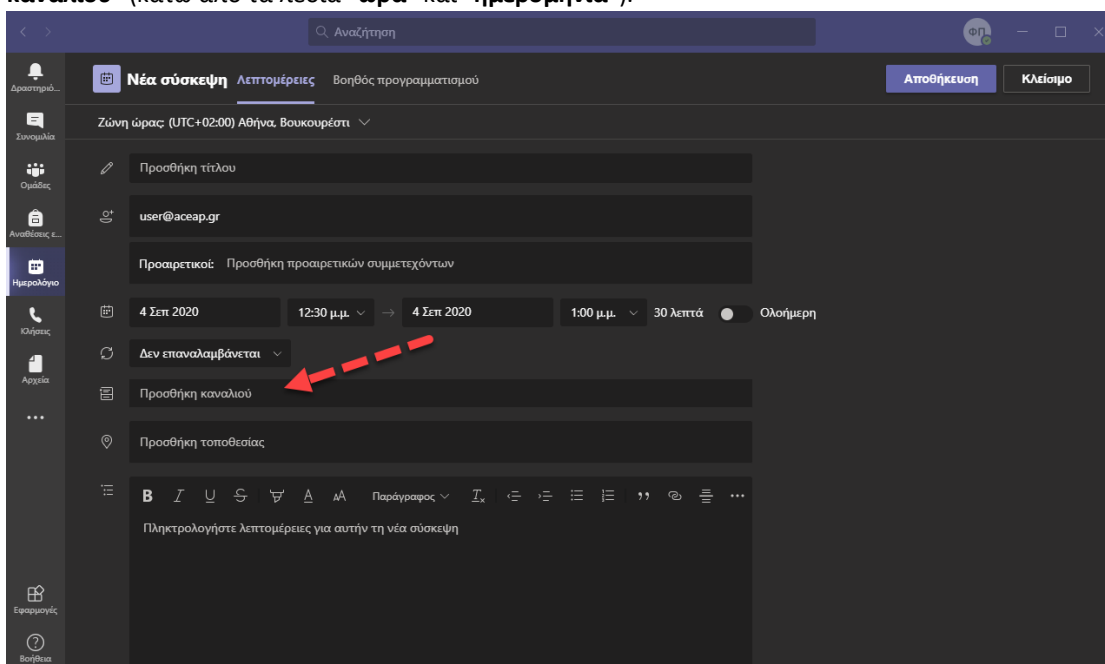 καναλιού" (κάτω από τα πεδία "ώρα" και "ημερομηνία").
Αναζήτηση
ΦΠ
Δραστηριό...
Νέα σύσκεψη Λεπτομέρειες Βοηθός προγραμματισμού
Αποθήκευση Κλείσιμο
Συνομιλία
Ζώνη ώρας: (UTC+02:00) Αθήνα, Βουκουρέστι
Ομάδες
Προσθήκη τίτλου
Αναθέσεις ε...
user@aceap.gr
Ημερολόγιο
Προαιρετικοί: Προσθήκη προαιρετικών συμμετεχόντων
Κλήσεις
4 Σεπ 2020 12:30 μ.μ. → 4 Σεπ 2020 1:00 μ.μ. 30 λεπτά Ολοήμερη
Αρχεία
Δεν επαναλαμβάνεται
Προσθήκη καναλιού
Προσθήκη τοποθεσίας
Παράγραφος
Πληκτρολογήστε λεπτομέρειες για αυτήν τη νέα σύσκεψη
Εφαρμογές
Βοήθεια